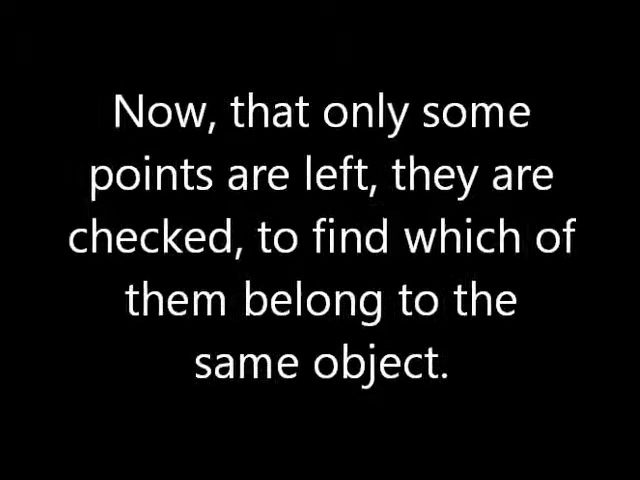 Now, that only some
points are left, they are
checked, to find which of
them belong to the
same object.